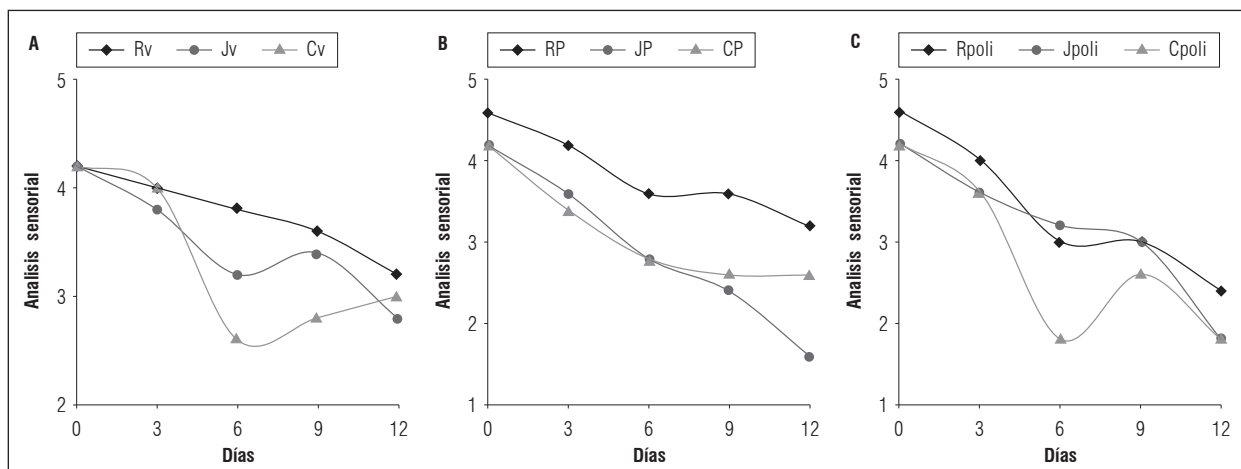 A
Rv Jv Cv
5
4
3
2
Analisis sensorial
0 3 6 9 12
Días
B
RP JP CP
5
4
3
2
1
Analisis sensorial
0 3 6 9 12
Días
C
Rpoli Jpoli Cpoli
5
4
3
2
1
Analisis sensorial
0 3 6 9 12
Días